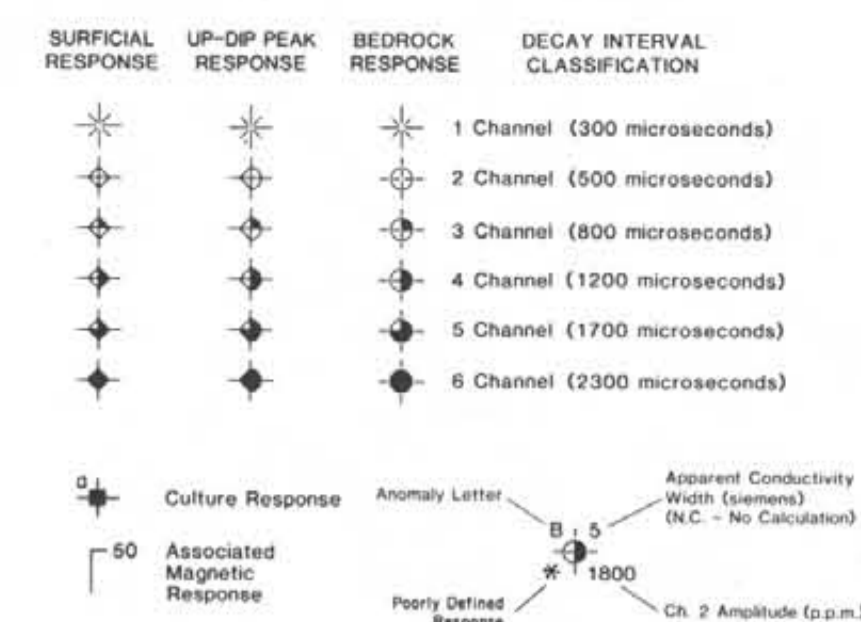 SURFICIAL RESPONSE
UP-DIP PEAK RESPONSE
BEDROCK RESPONSE
DECAY INTERVAL CLASSIFICATION
1 Channel (300 microseconds)
2 Channel (500 microseconds)
3 Channel (800 microseconds)
4 Channel (1200 microseconds)
5 Channel (1700 microseconds)
6 Channel (2300 microseconds)
Culture Response
50
Associated
Magnetic
Response
Anomaly Letter
Apparent Conductivity
Width (siemens)
(N.C. - No Calculation)
B 5
* 1800
Poorly Defined
Response
Ch. 2 Amplitude (p.p.m.)